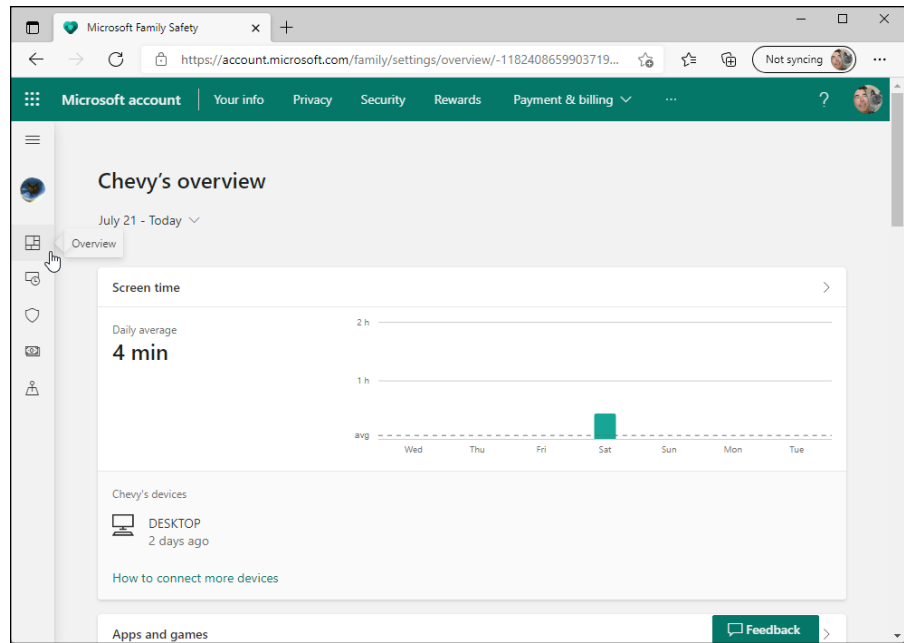 Microsoft Family Safety
https://account.microsoft.com/family/settings/overview/-1182408659903719...
Not syncing
Microsoft account
Your info
Privacy
Security
Rewards
Payment & billing
...
?
Chevy's overview
July 21 - Today
Overview
Screen time
Daily average
4 min
2 h
1 h
avg
Wed Thu Fri Sat Sun Mon Tue
Chevy's devices
DESKTOP
2 days ago
How to connect more devices
Apps and games
Feedback